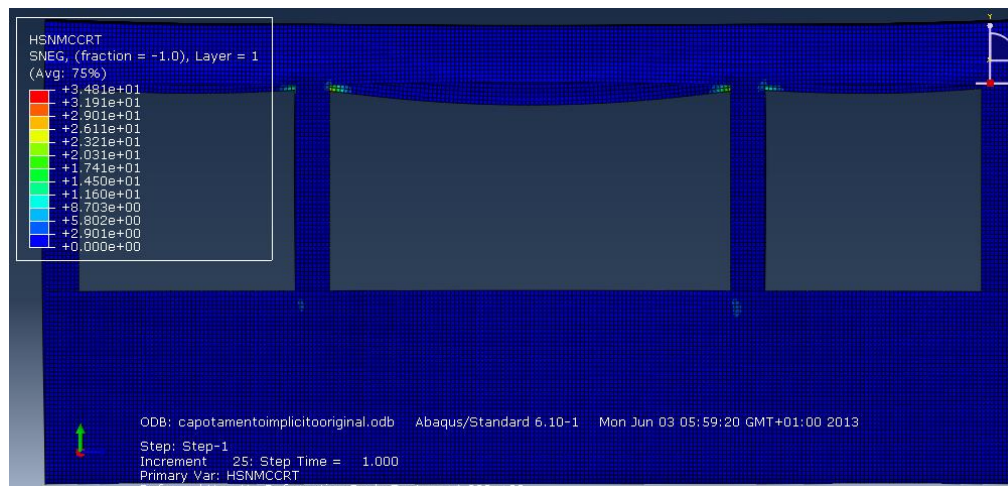 HSNMCCRT
SNEG, (fraction = -1.0), Layer = 1
(Avg: 75%)
+3.481e+01
+3.191e+01
+2.901e+01
+2.611e+01
+2.321e+01
+2.031e+01
+1.741e+01
+1.450e+01
+1.160e+01
+8.703e+00
+5.802e+00
+2.901e+00
+0.000e+00
Y
ODB: capotamentoimplicitooriginal.odb Abaqus/Standard 6.10-1 Mon Jun 03 05:59:20 GMT+01:00 2013
Step: Step-1
Increment 25: Step Time = 1.000
Primary Var: HSNMCCRT